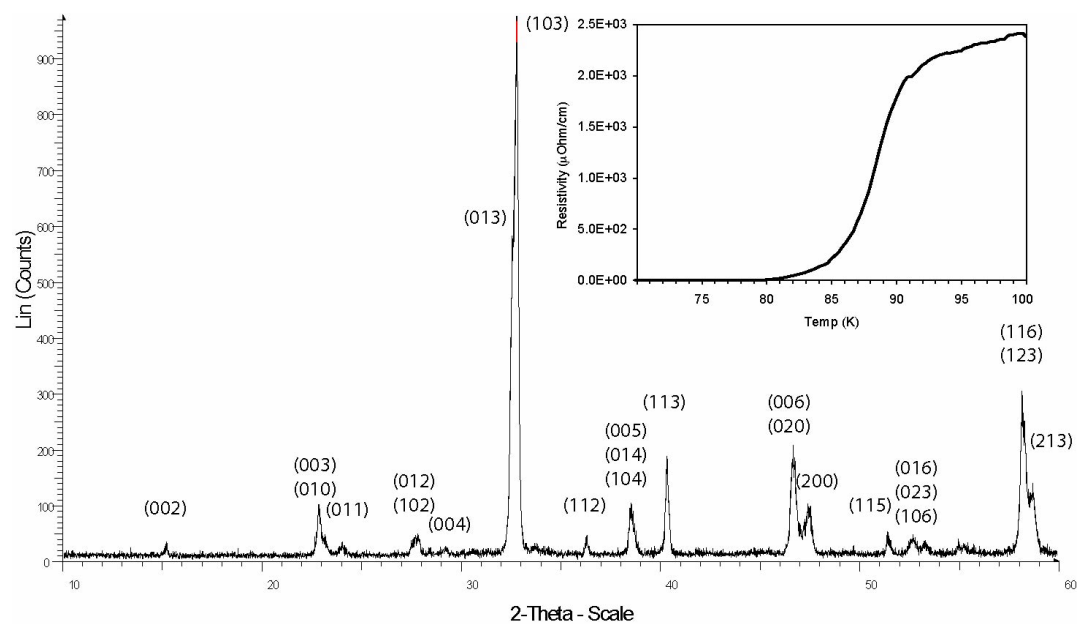 (103)
900
800
700
600
500
400
300
200
100
0
Lin (Counts)
(013)
2.5E+03
2.0E+03
1.5E+03
1.0E+03
5.0E+02
0.0E+00
Resistivity (µOhm/cm)
75 80 85 90 95 100
Temp (K)
(116)
(123)
(113)
(006)
(020)
(005)
(014)
(104)
(213)
(003)
(010)
(012)
(102)
(200)
(016)
(023)
(106)
(002)
(011)
(004)
(112)
(115)
10 20 30 40 50 60
2-Theta - Scale